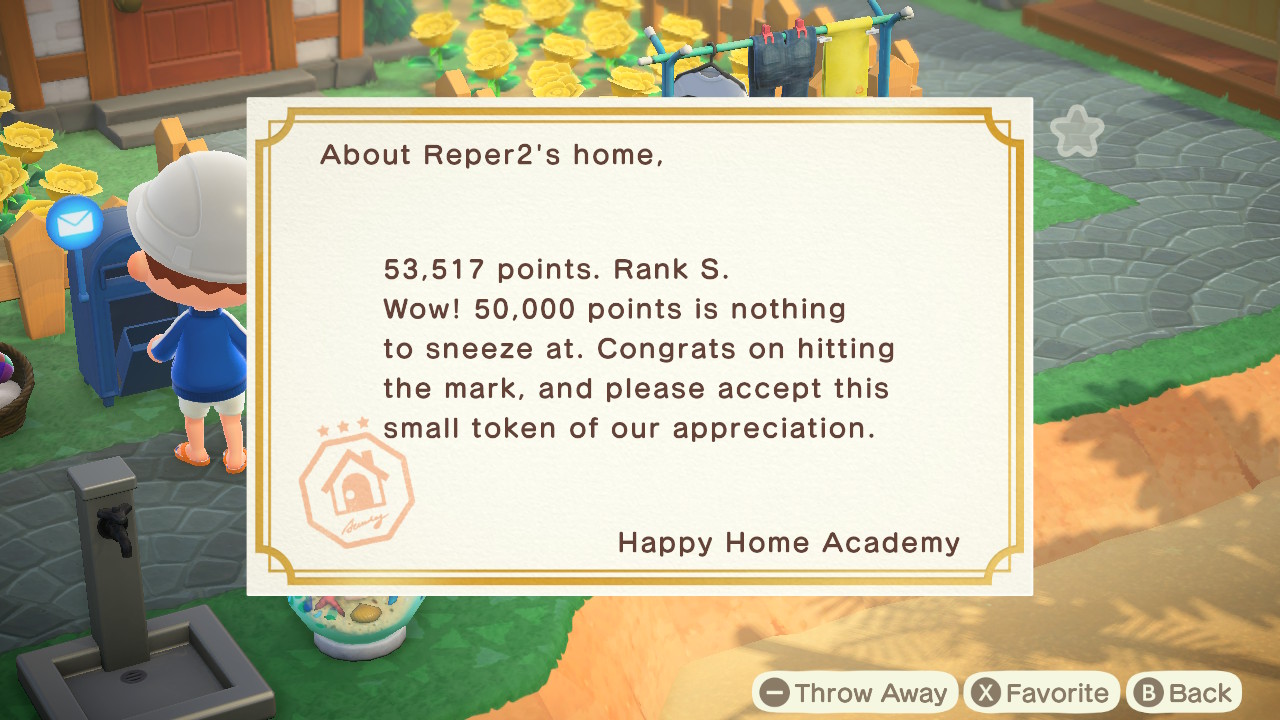 About Reper2's home,
53,517 points. Rank S.
Wow! 50,000 points is nothing
to sneeze at. Congrats on hitting
the mark, and please accept this
small token of our appreciation.
Academy
Happy Home Academy
Throw Away X Favorite B Back